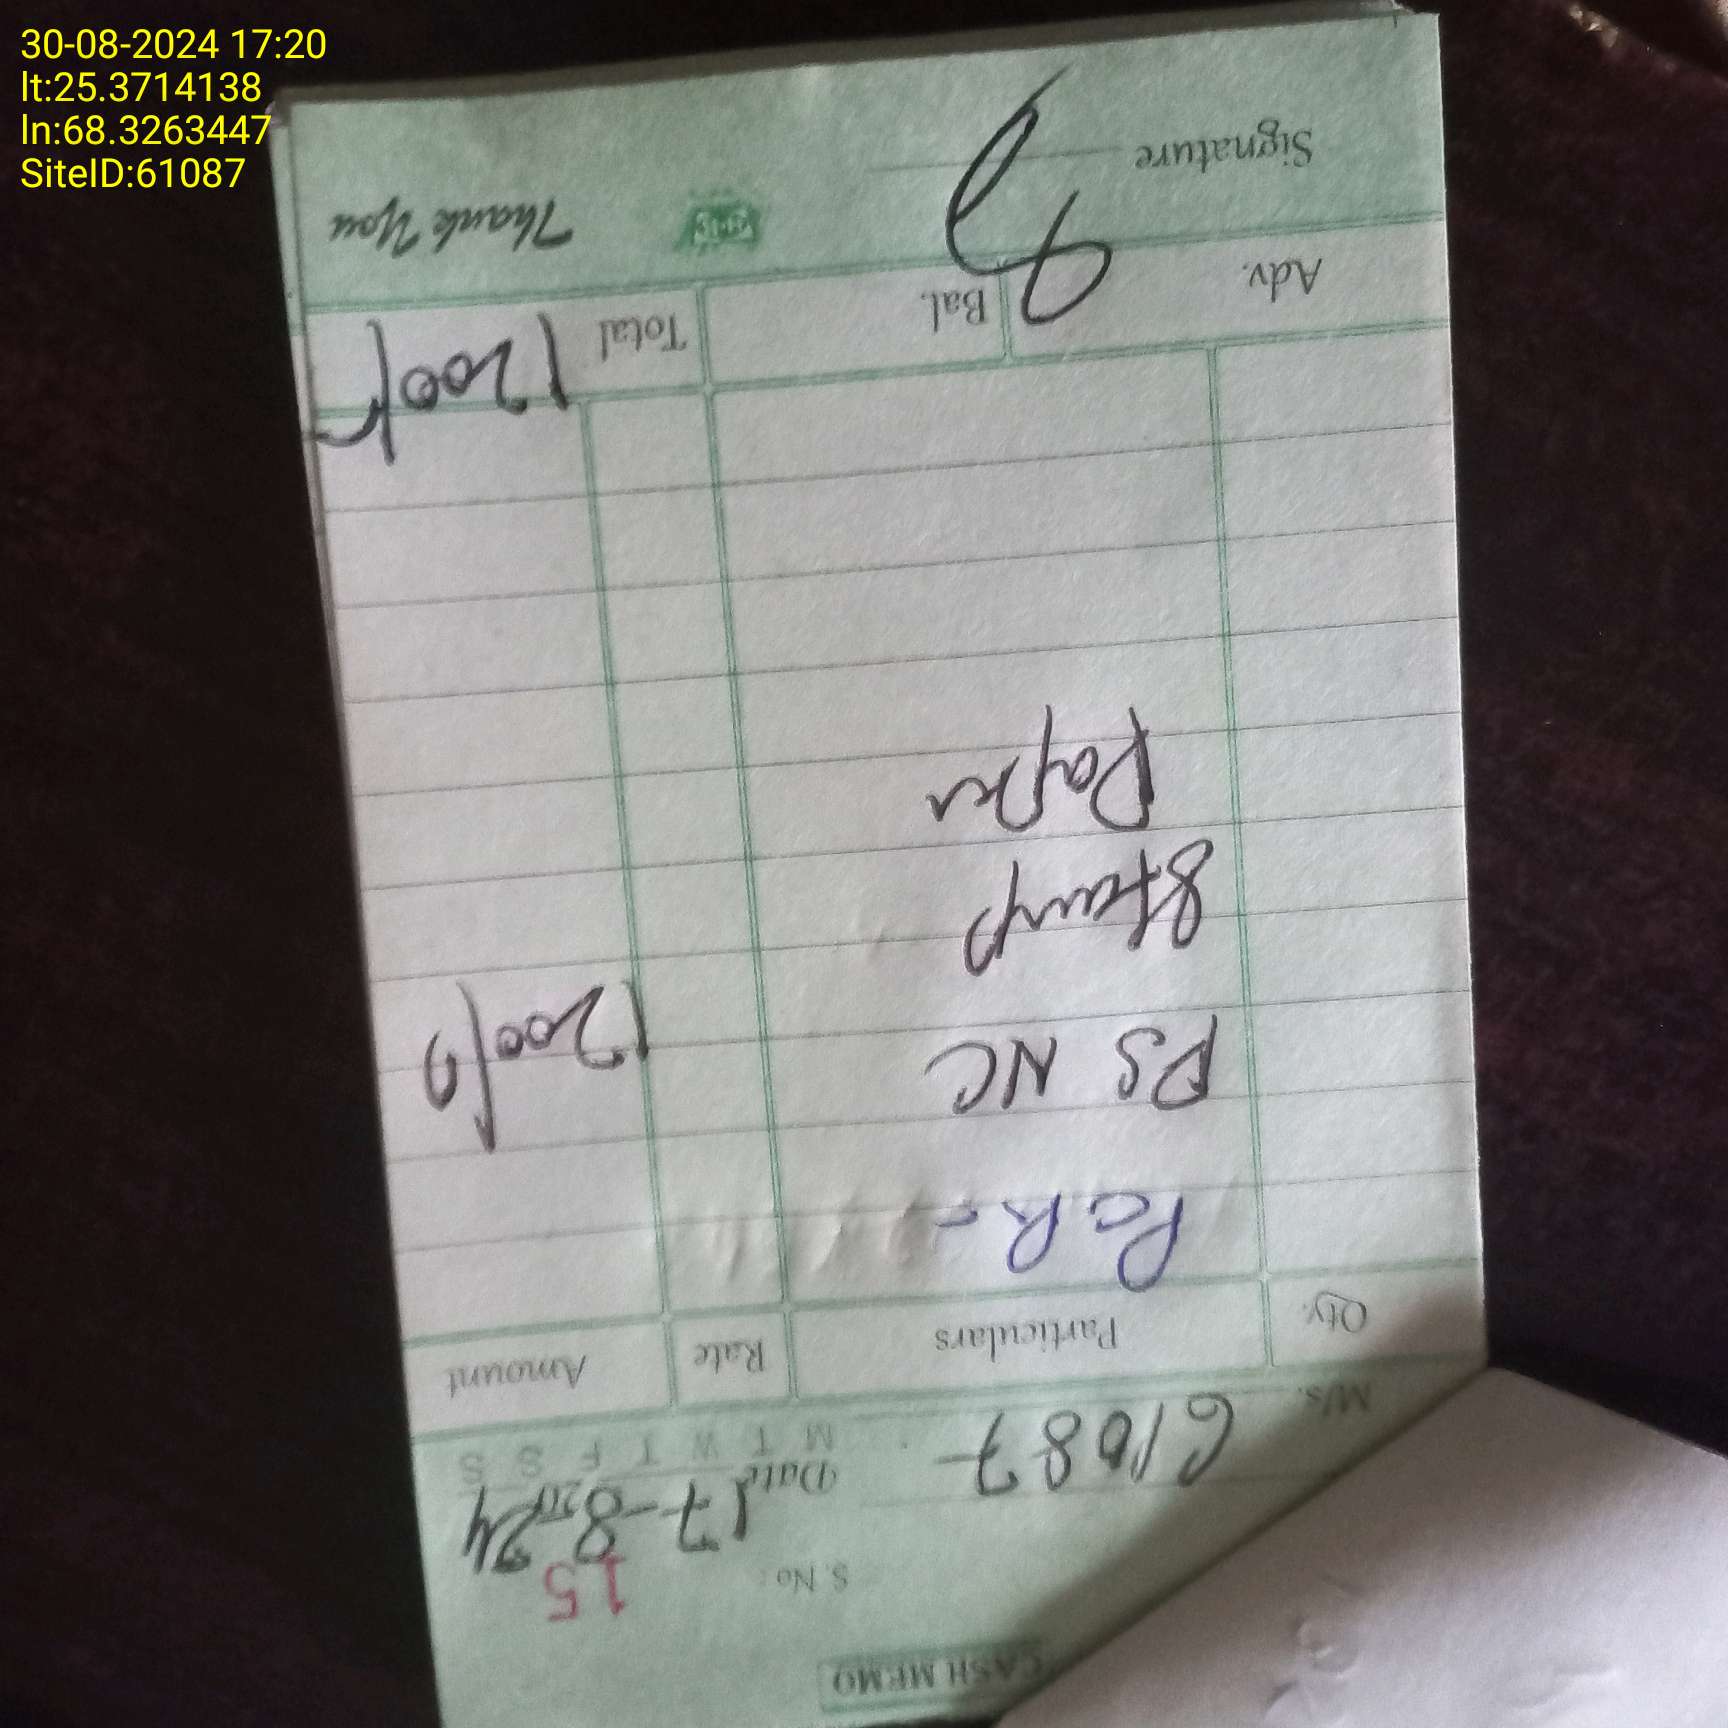 30-08-2024 17:20
lt:25.3714138
ln:68.3263447
SiteID:61087
CASH MEMO
S. No: 15
Date 17-8-24
M T W T F S S
M/s. 61087
Qty. Particulars Rate Amount
PCR-
PS NC 1200/
Stamp
Paper
Adv. Bal. Total 1200/
Signature
Thank You